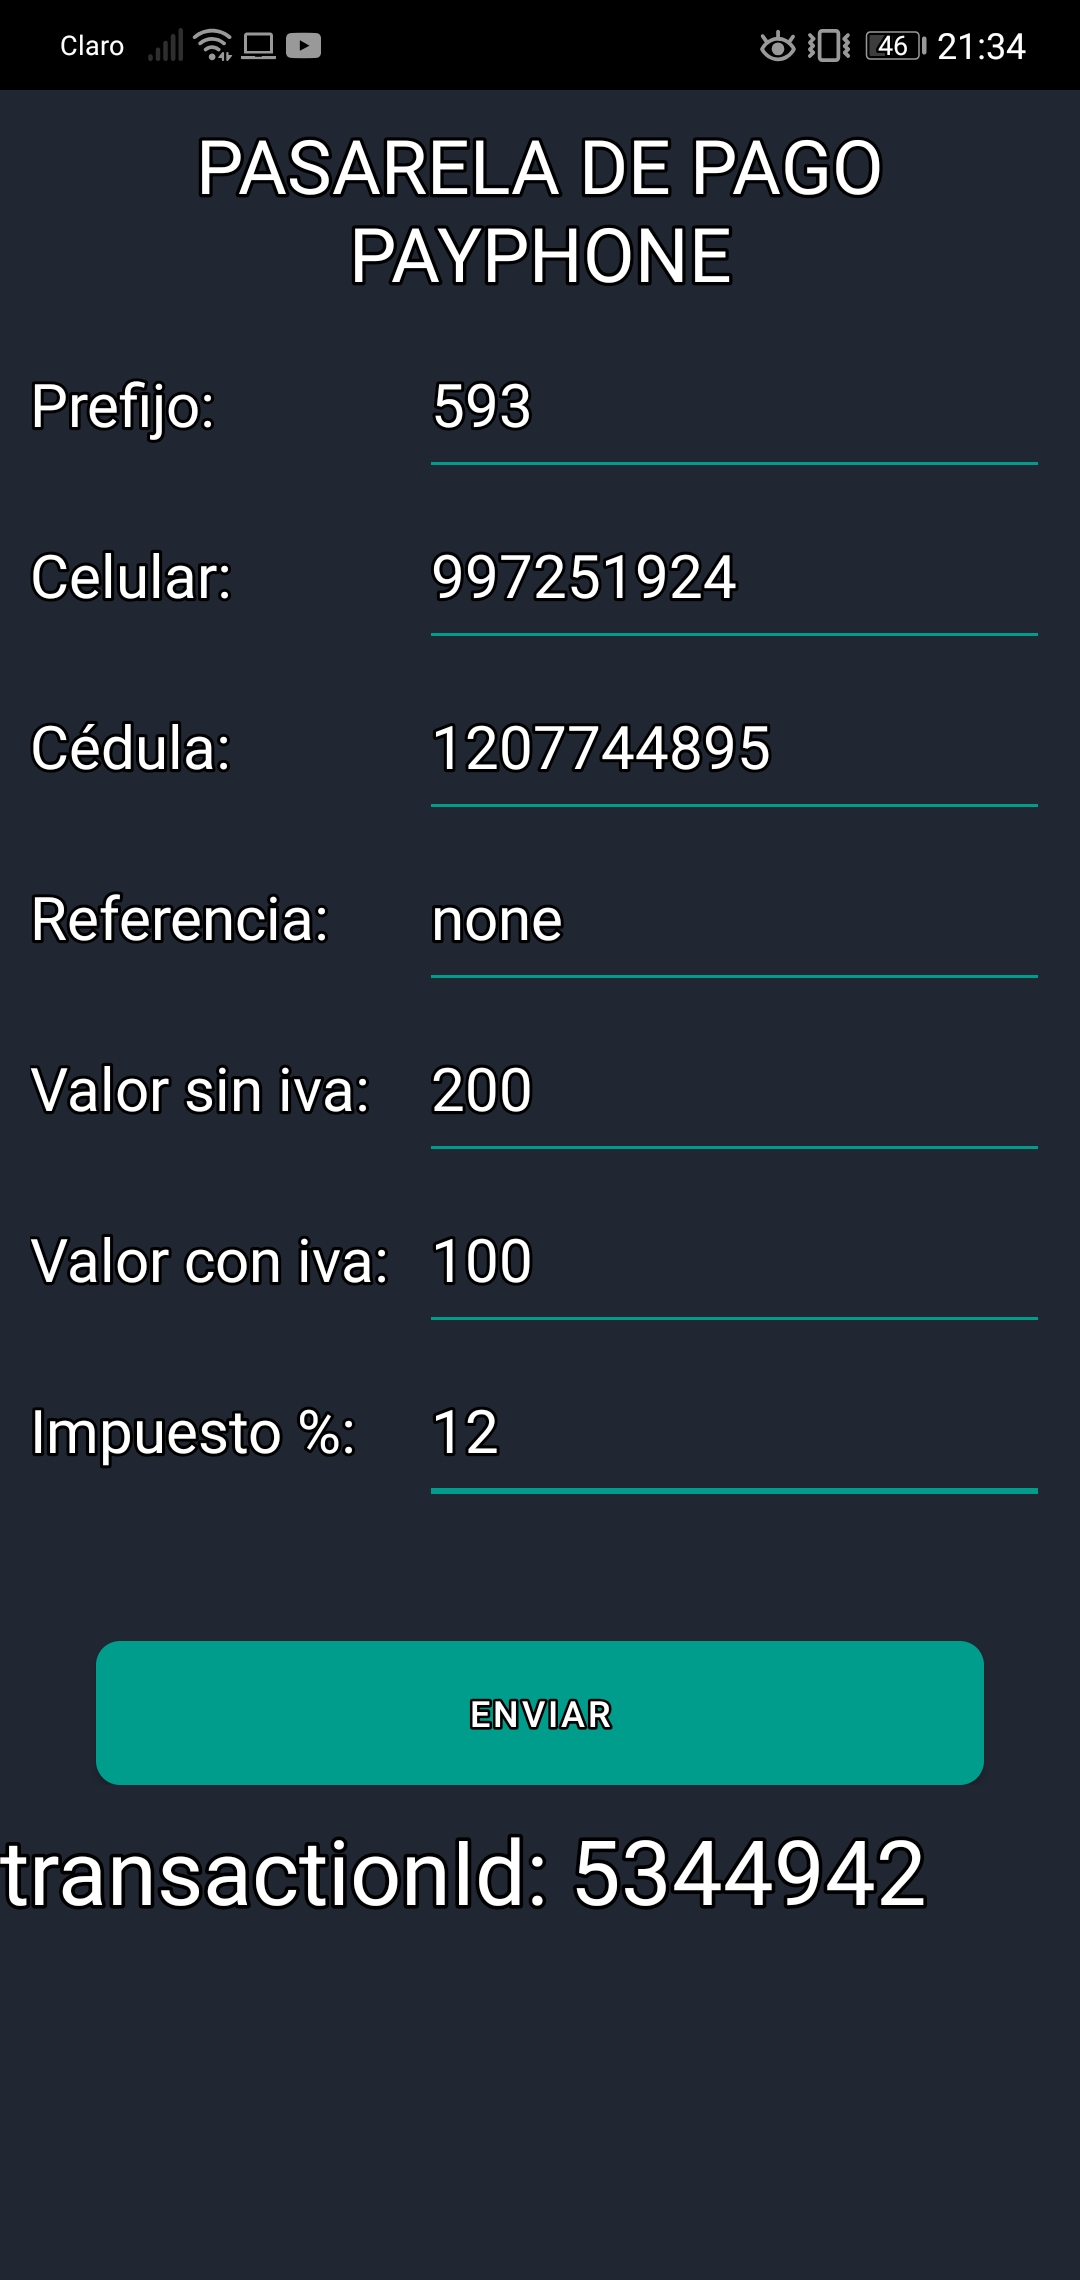 Claro 46 21:34
PASARELA DE PAGO
PAYPHONE
Prefijo: 593
Celular: 997251924
Cédula: 1207744895
Referencia: none
Valor sin iva: 200
Valor con iva: 100
Impuesto %: 12
ENVIAR
transactionId: 5344942